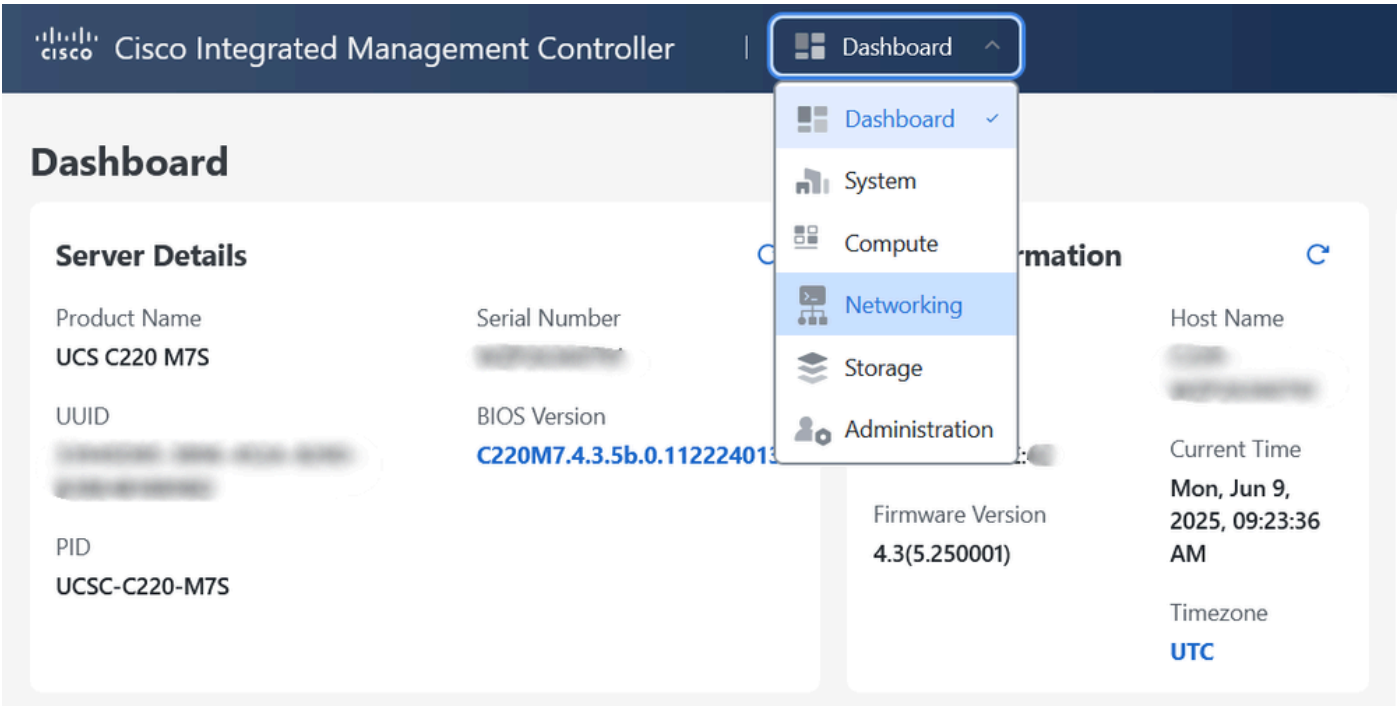 cisco Cisco Integrated Management Controller | Dashboard
Dashboard
System
Compute
Networking
Storage
Administration
Dashboard
Server Details
Product Name
UCS C220 M7S
Serial Number
UUID
BIOS Version
C220M7.4.3.5b.0.112224013
PID
UCSC-C220-M7S
rmation
Host Name
Current Time
Mon, Jun 9,
2025, 09:23:36
AM
Firmware Version
4.3(5.250001)
Timezone
UTC